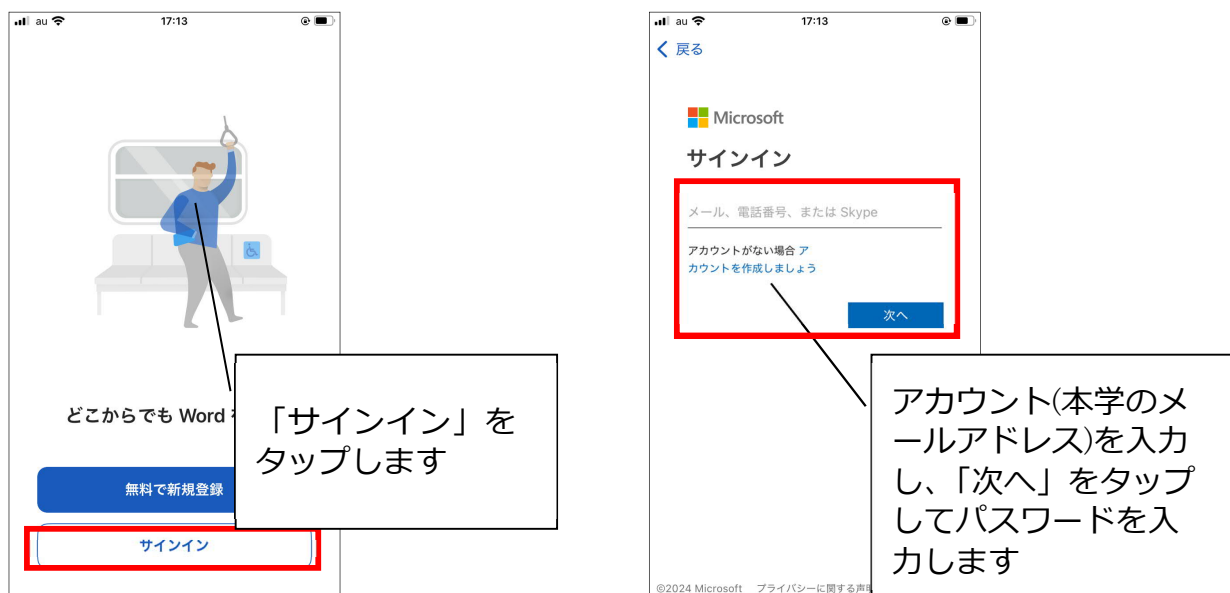 au 17:13
どこからでも Word
無料で新規登録
サインイン
「サインイン」を
タップします
au 17:13
戻る
Microsoft
サインイン
メール、電話番号、または Skype
アカウントがない場合 ア
カウントを作成しましょう
次へ
アカウント(本学のメ
ールアドレス)を入力
し、「次へ」をタップ
してパスワードを入
力します
©2024 Microsoft プライバシーに関する声明